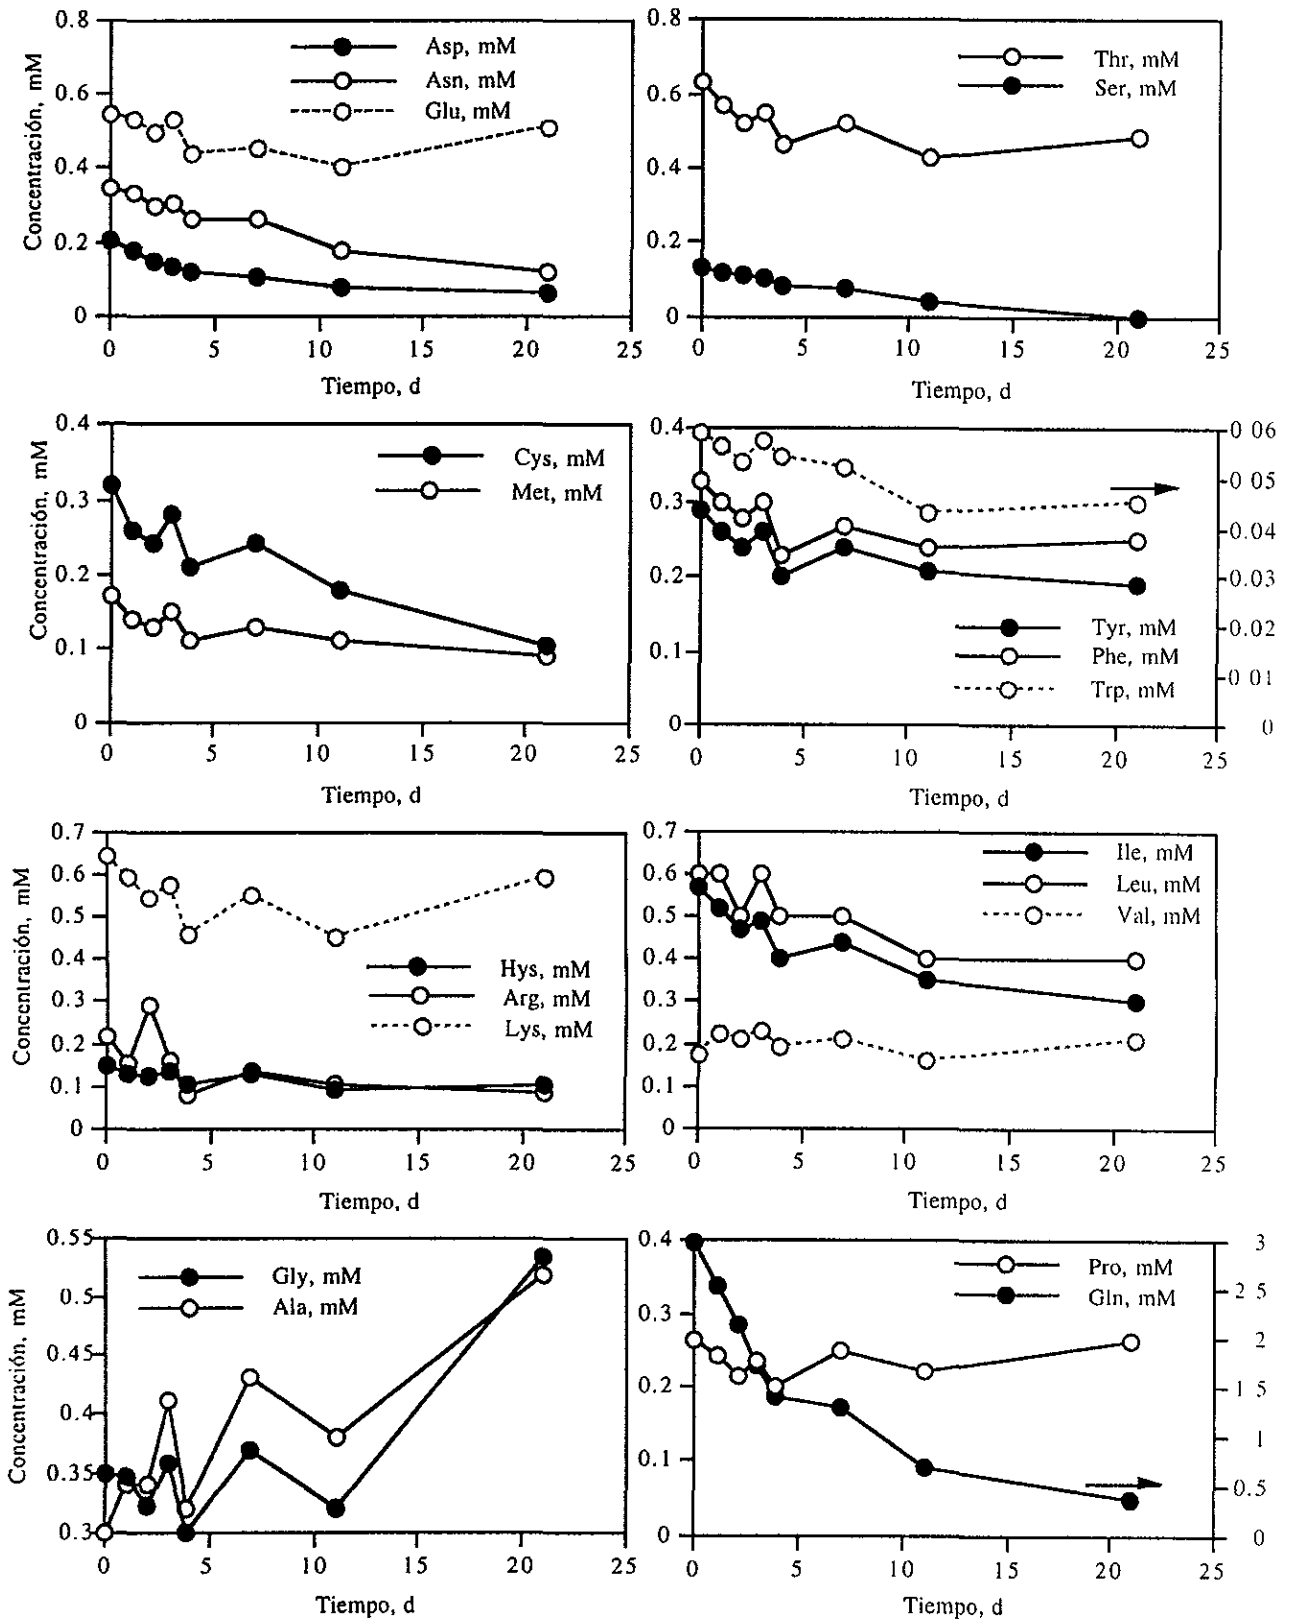 Concentración, mM
0.8
0.6
0.4
0.2
0
Asp, mM
Asn, mM
Glu, mM
0 5 10 15 20 25
Tiempo, d
0.8
0.6
0.4
0.2
0
Thr, mM
Ser, mM
0 5 10 15 20 25
Tiempo, d
Concentración, mM
0.4
0.3
0.2
0.1
0
Cys, mM
Met, mM
0 5 10 15 20 25
Tiempo, d
0.4
0.3
0.2
0.1
0
Tyr, mM
Phe, mM
Trp, mM
0 06
0 05
0.04
0.03
0.02
0 01
0
0 5 10 15 20 25
Tiempo, d
Concentración, mM
0.7
0.6
0.5
0.4
0.3
0.2
0.1
0
Hys, mM
Arg, mM
Lys, mM
0 5 10 15 20 25
Tiempo, d
0.7
0.6
0.5
0.4
0.3
0.2
0.1
0
Ile, mM
Leu, mM
Val, mM
0 5 10 15 20 25
Tiempo, d
Concentración, mM
0.55
0.5
0.45
0.4
0.35
0.3
Gly, mM
Ala, mM
0 5 10 15 20 25
Tiempo, d
0.4
0.3
0.2
0.1
0
Pro, mM
Gln, mM
3
2 5
2
1 5
1
0.5
0
0 5 10 15 20 25
Tiempo, d